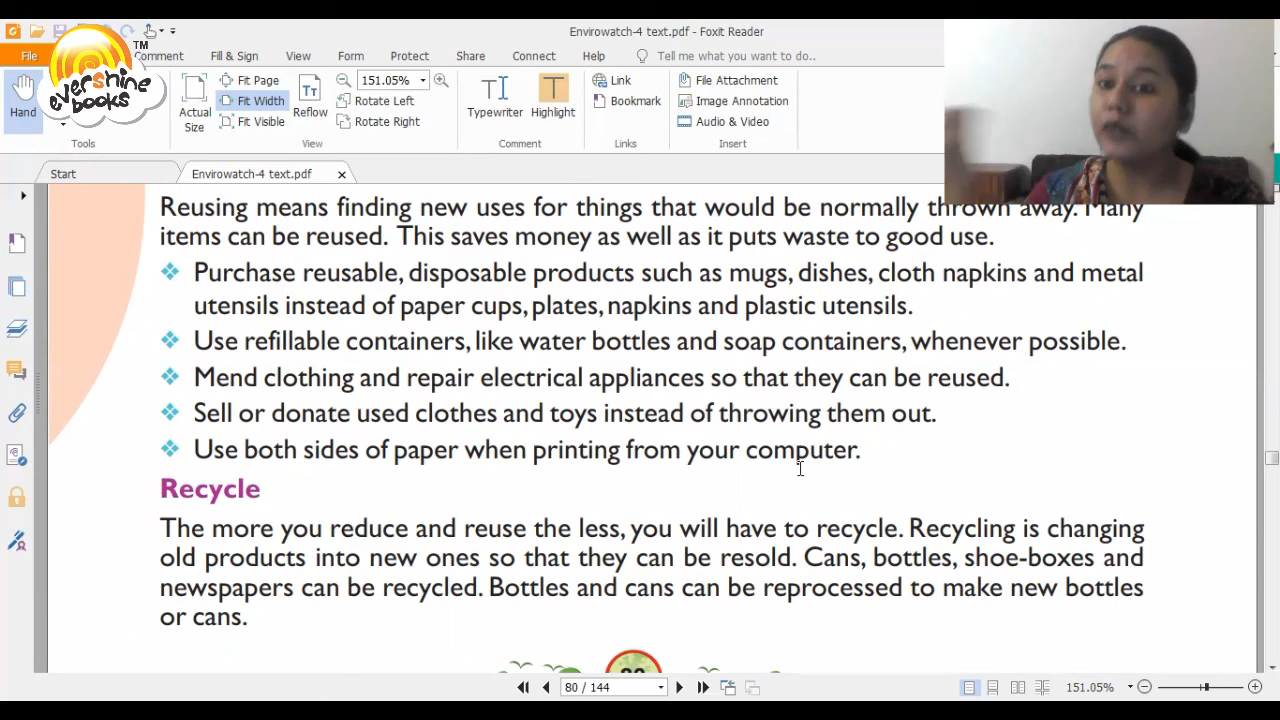 Envirowatch-4 text.pdf - Foxit Reader
File Comment Fill & Sign View Form Protect Share Connect Help Tell me what you want to do..
TM
evershine
books
Hand
Actual
Size
Fit Page
Fit Width
Fit Visible
Reflow
151.05%
Rotate Left
Rotate Right
Typewriter
Highlight
Link
Bookmark
File Attachment
Image Annotation
Audio & Video
Tools View Comment Links Insert
Start Envirowatch-4 text.pdf
Reusing means finding new uses for things that would be normally thrown away. Many
items can be reused. This saves money as well as it puts waste to good use.
❖ Purchase reusable, disposable products such as mugs, dishes, cloth napkins and metal
utensils instead of paper cups, plates, napkins and plastic utensils.
❖ Use refillable containers, like water bottles and soap containers, whenever possible.
❖ Mend clothing and repair electrical appliances so that they can be reused.
❖ Sell or donate used clothes and toys instead of throwing them out.
❖ Use both sides of paper when printing from your computer.
Recycle
The more you reduce and reuse the less, you will have to recycle. Recycling is changing
old products into new ones so that they can be resold. Cans, bottles, shoe-boxes and
newspapers can be recycled. Bottles and cans can be reprocessed to make new bottles
or cans.
80 / 144
151.05%